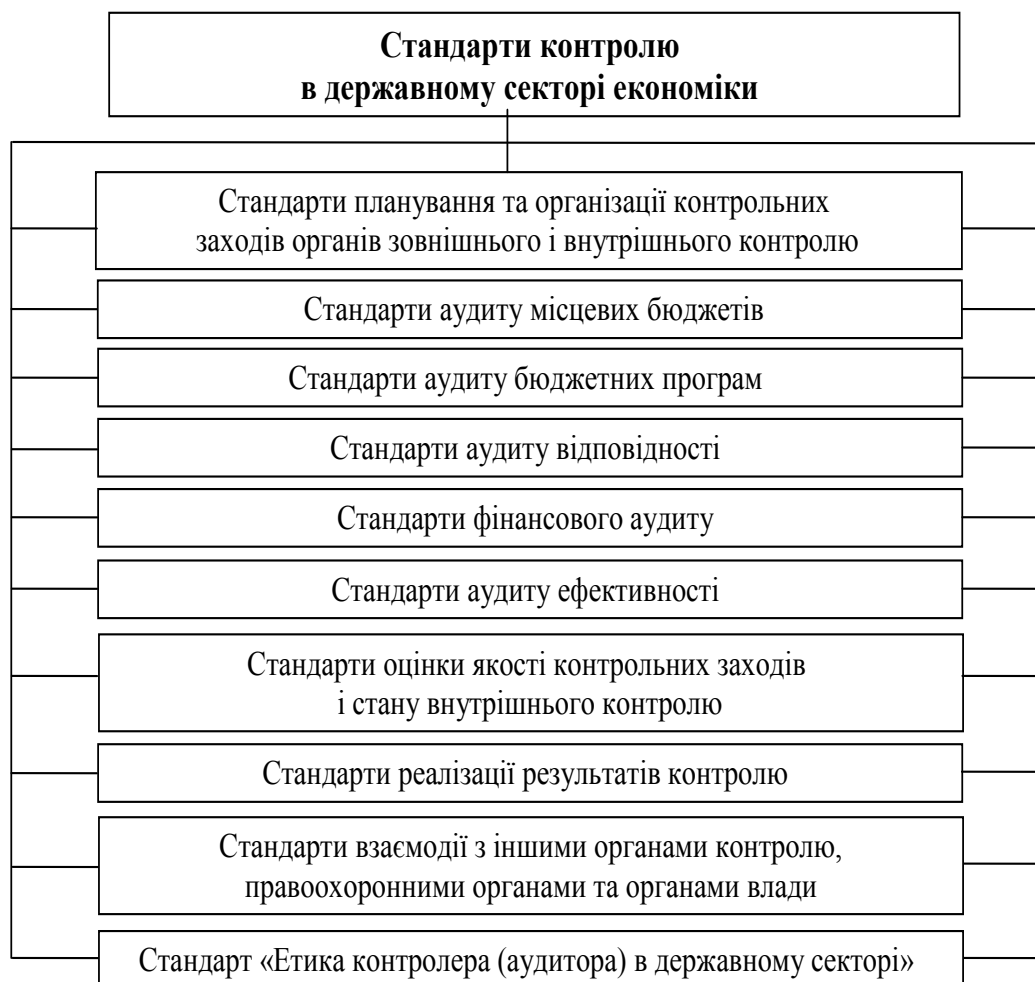 Стандарти контролю
в державному секторі економіки
Стандарти планування та організації контрольних
заходів органів зовнішнього і внутрішнього контролю
Стандарти аудиту місцевих бюджетів
Стандарти аудиту бюджетних програм
Стандарти аудиту відповідності
Стандарти фінансового аудиту
Стандарти аудиту ефективності
Стандарти оцінки якості контрольних заходів
і стану внутрішнього контролю
Стандарти реалізації результатів контролю
Стандарти взаємодії з іншими органами контролю,
правоохоронними органами та органами влади
Стандарт «Етика контролера (аудитора) в державному секторі»